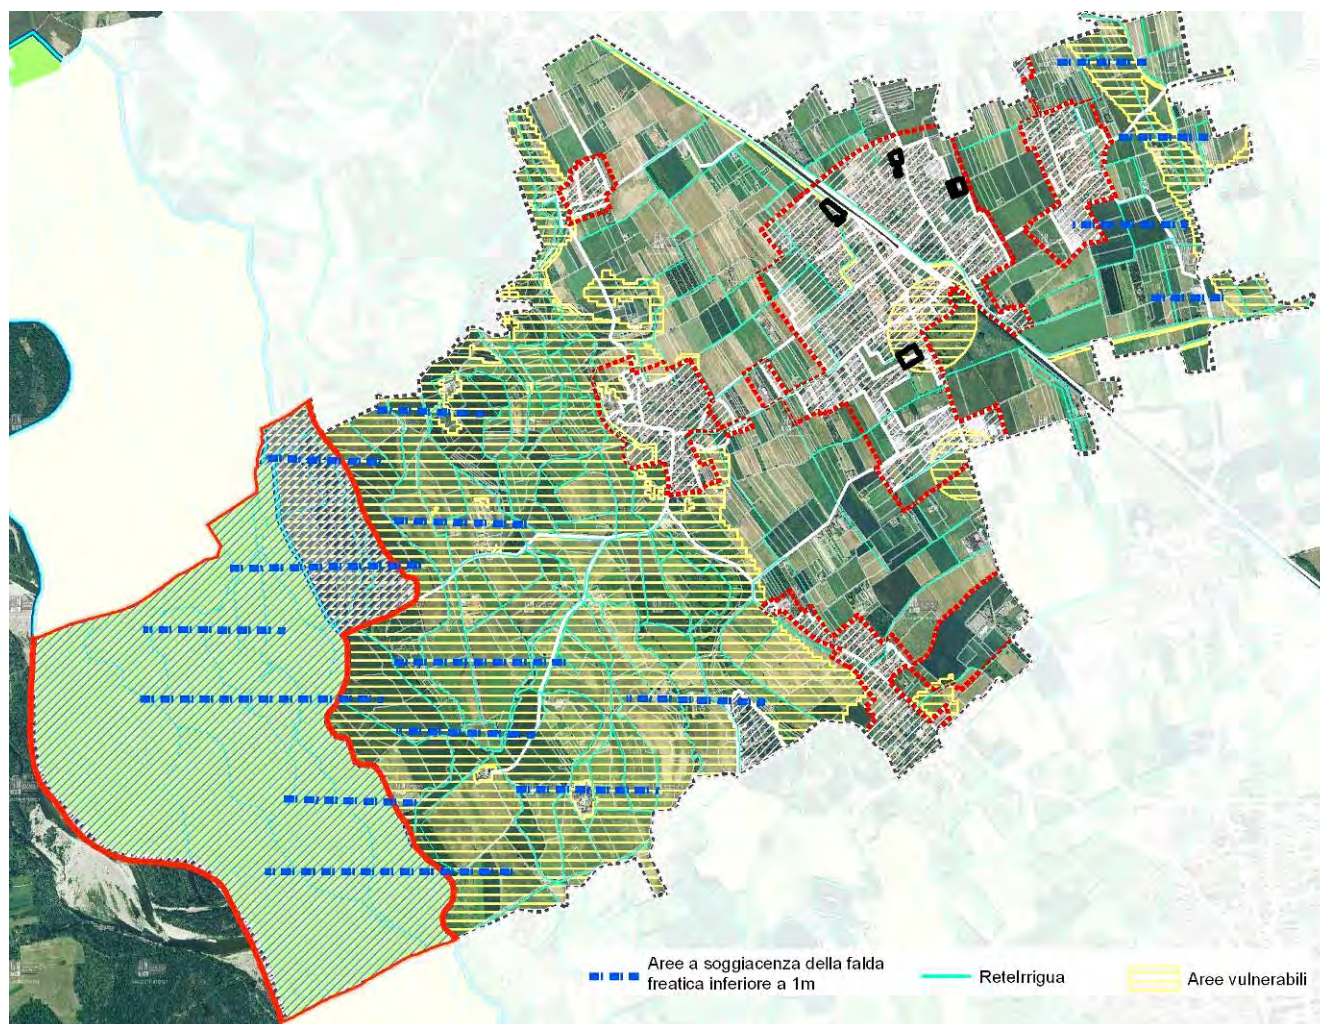 Aree a soggiacenza della falda
freatica inferiore a 1m
ReteIrrigua
Aree vulnerabili